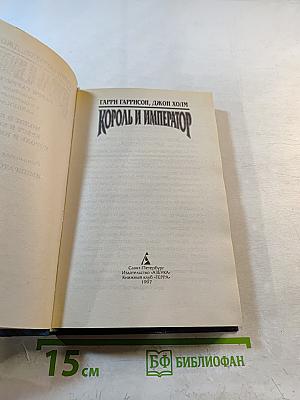 ГАРРИ ГАРРИСОН, ДЖОН ХОЛМ
КОРОЛЬ И ИМПЕРАТОР
Санкт-Петербург
Издательство «АЗБУКА»
Книжный клуб «ТЕРРА»
1997
15 см
БФ БИБЛИОФАН